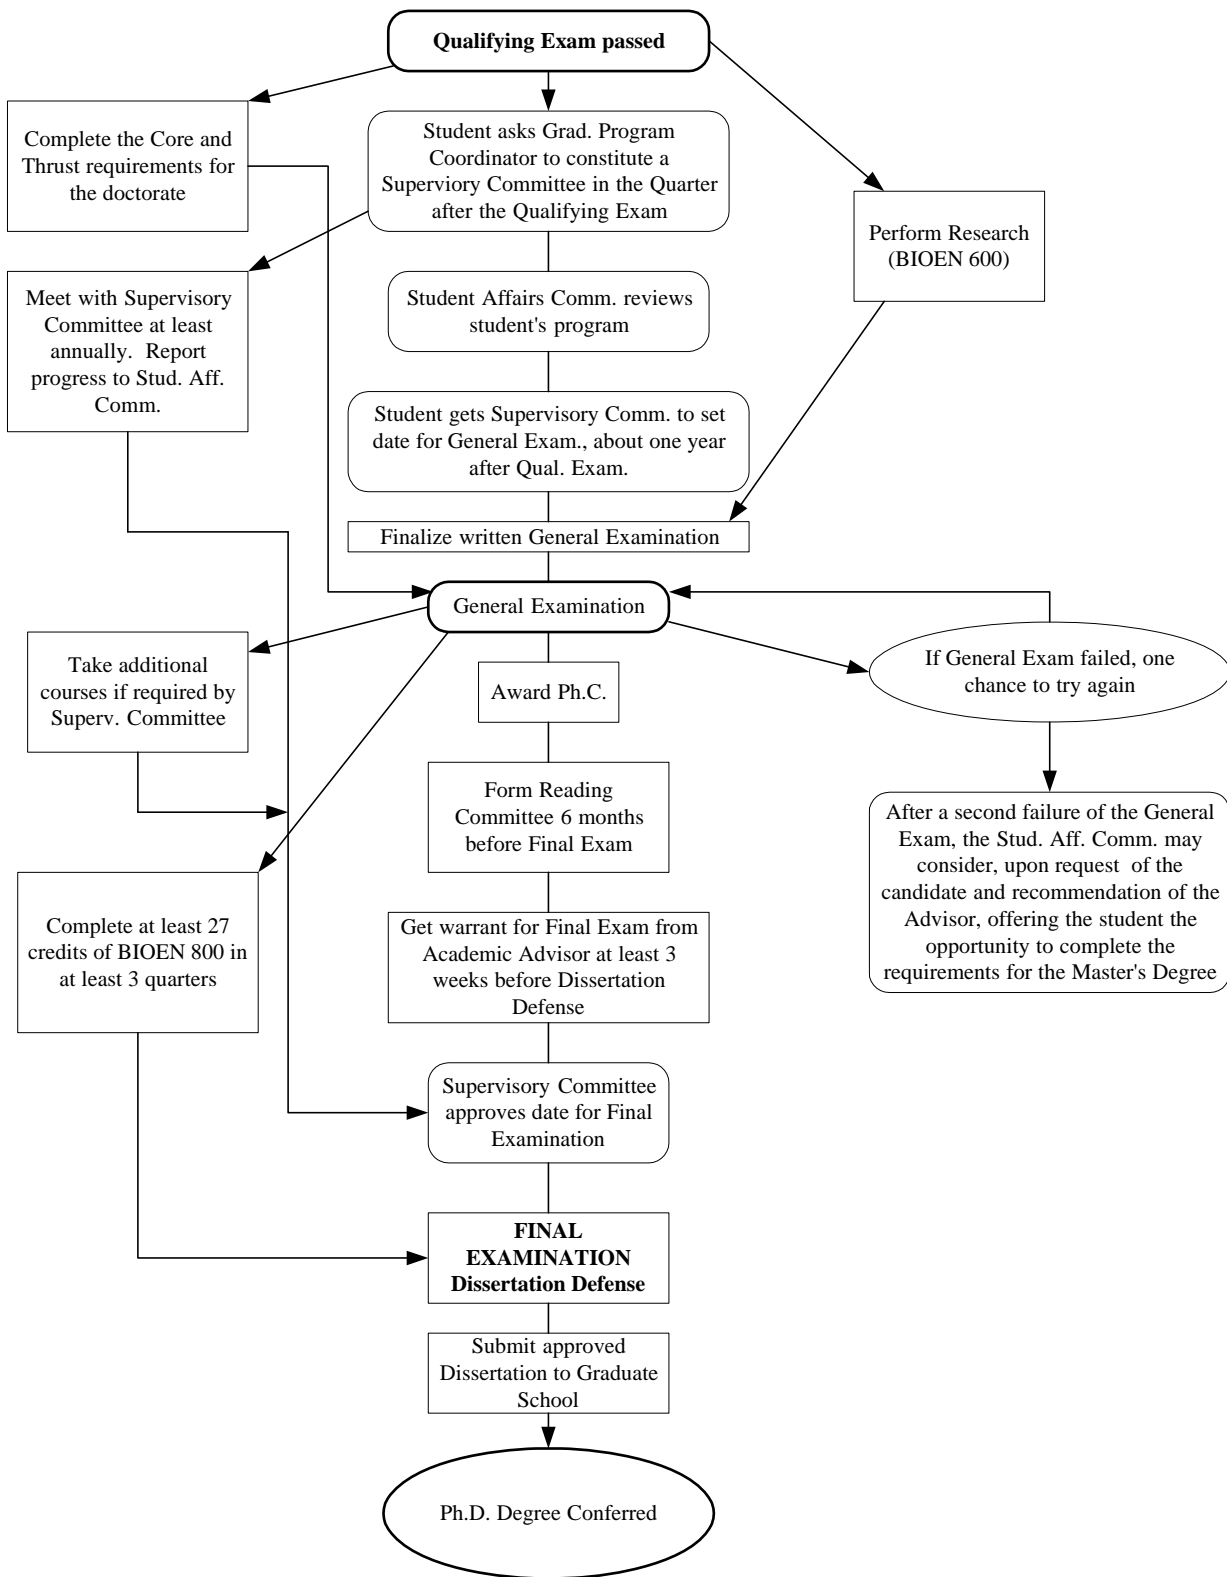 Qualifying Exam passed
Complete the Core and
Thrust requirements for
the doctorate
Student asks Grad. Program
Coordinator to constitute a
Superviory Committee in the Quarter
after the Qualifying Exam
Perform Research
(BIOEN 600)
Meet with Supervisory
Committee at least
annually.  Report
progress to Stud. Aff.
Comm.
Student Affairs Comm. reviews
student's program
Student gets Supervisory Comm. to set
date for General Exam., about one year
after Qual. Exam.
Finalize written General Examination
General Examination
Take additional
courses if required by
Superv. Committee
Award Ph.C.
If General Exam failed, one
chance to try again
Form Reading
Committee 6 months
before Final Exam
After a second failure of the General
Exam, the Stud. Aff. Comm. may
consider, upon request  of the
candidate and recommendation of the
Advisor, offering the student the
opportunity to complete the
requirements for the Master's Degree
Complete at least 27
credits of BIOEN 800 in
at least 3 quarters
Get warrant for Final Exam from
Academic Advisor at least 3
weeks before Dissertation
Defense
Supervisory Committee
approves date for Final
Examination
FINAL
EXAMINATION
Dissertation Defense
Submit approved
Dissertation to Graduate
School
Ph.D. Degree Conferred